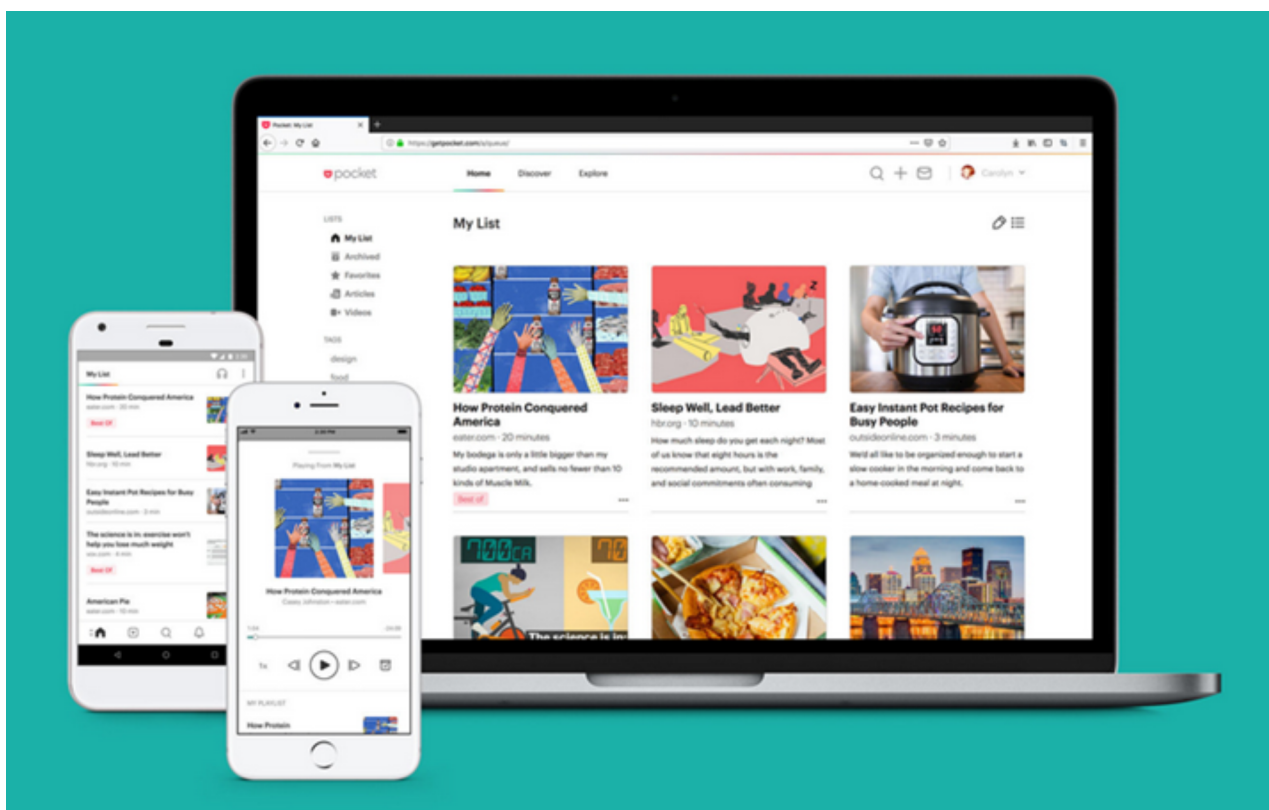 Pocket: My List
https://getpocket.com/a/queue/
pocket
Home
Discover
Explore
Carolyn
LISTS
My List
Archived
Favorites
Articles
Videos
TAGS
design
food
My List
How Protein Conquered
America
eater.com · 20 minutes
My bodega is only a little bigger than my
studio apartment, and sells no fewer than 10
kinds of Muscle Milk.
Best of
Sleep Well, Lead Better
hbr.org · 10 minutes
How much sleep do you get each night? Most
of us know that eight hours is the
recommended amount, but with work, family,
and social commitments often consuming
Easy Instant Pot Recipes for
Busy People
outsideonline.com · 3 minutes
We'd all like to be organized enough to start a
slow cooker in the morning and come back to
a home-cooked meal at night.
700CA
70
The science is in:
My List
How Protein Conquered America
eater.com · 20 min
Best Of
Sleep Well, Lead Better
hbr.org · 10 min
Easy Instant Pot Recipes for Busy
People
outsideonline.com · 3 min
The science is in: exercise won't
help you lose much weight
vox.com · 4 min
Best Of
American Pie
eater.com · 10 min
Playing From My List
How Protein Conquered America
Casey Johnston • eater.com
1:04
1x
MY PLAYLIST
How Protein